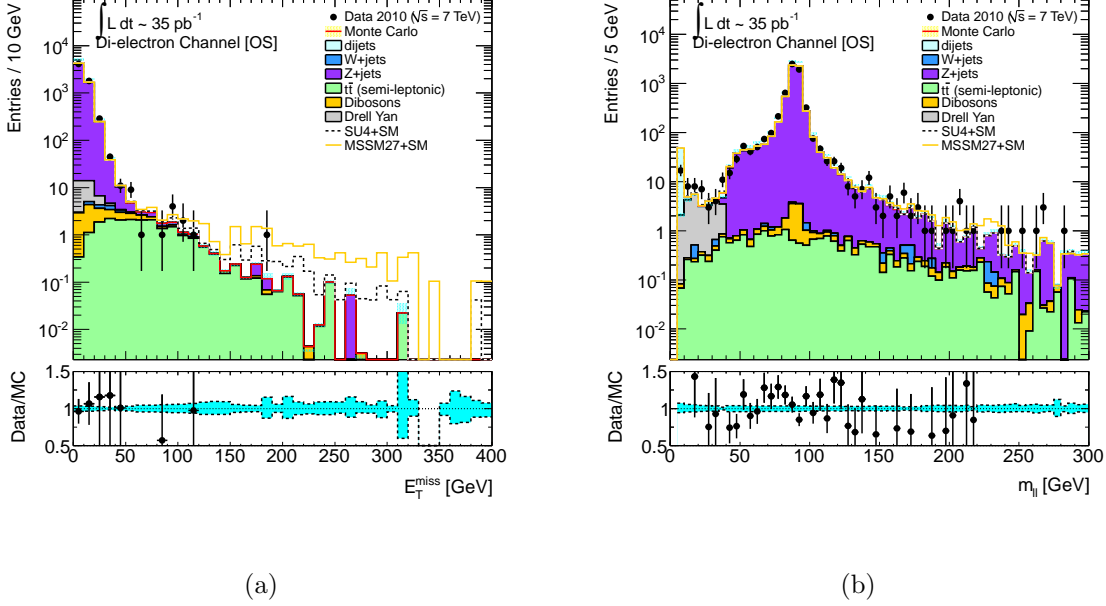 ∫ L dt ~ 35 pb⁻¹
Di-electron Channel [OS]
Data 2010 (√s = 7 TeV)
Monte Carlo
dijets
W+jets
Z+jets
tt̄ (semi-leptonic)
Dibosons
Drell Yan
SU4+SM
MSSM27+SM
Entries / 10 GeV
10⁴
10³
10²
10
1
10⁻¹
10⁻²
Data/MC
1.5
1
0.5
0 50 100 150 200 250 300 350 400
E_T^miss [GeV]
(a)
∫ L dt ~ 35 pb⁻¹
Di-electron Channel [OS]
Data 2010 (√s = 7 TeV)
Monte Carlo
dijets
W+jets
Z+jets
tt̄ (semi-leptonic)
Dibosons
Drell Yan
SU4+SM
MSSM27+SM
Entries / 5 GeV
10⁴
10³
10²
10
1
10⁻¹
10⁻²
Data/MC
1.5
1
0.5
0 50 100 150 200 250 300
m_ll [GeV]
(b)